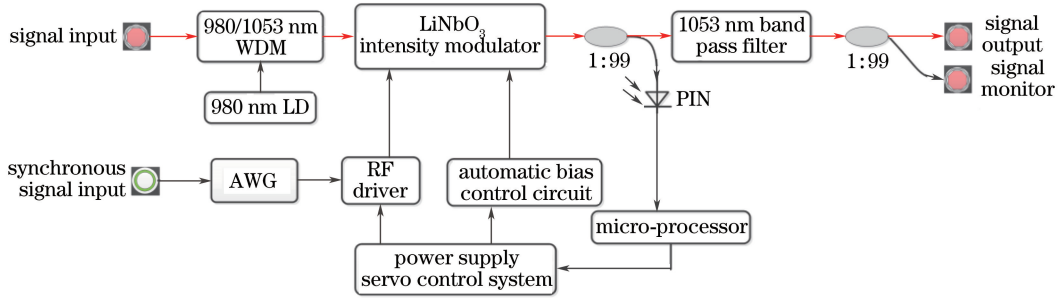 signal input
980/1053 nm
WDM
LiNbO3
intensity modulator
1:99
1053 nm band
pass filter
1:99
signal
output
signal
monitor
980 nm LD
PIN
synchronous
signal input
AWG
RF
driver
automatic bias
control circuit
micro-processor
power supply
servo control system